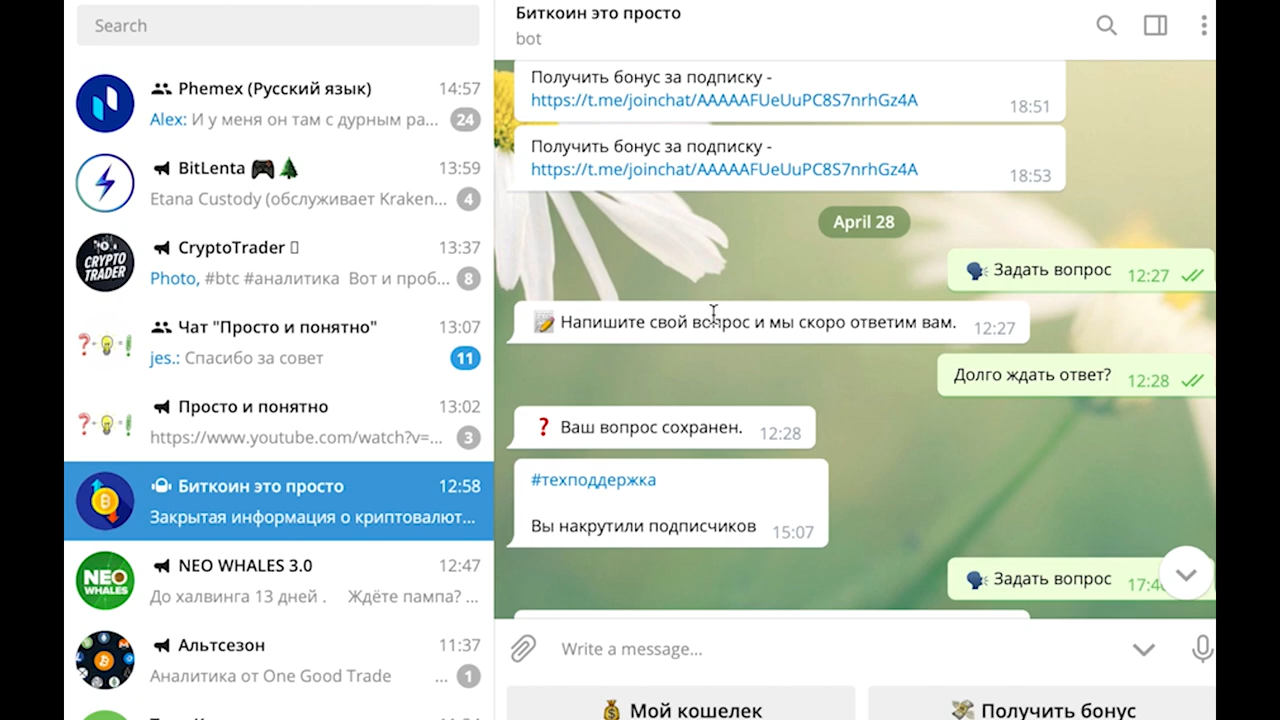 Search
Phemex (Русский язык) 14:57
Alex: И у меня он там с дурным ра... 24
BitLenta 13:59
Etana Custody (обслуживает Kraken... 4
CRYPTO TRADER
CryptoTrader 13:37
Photo, #btc #аналитика Вот и проб... 8
Чат "Просто и понятно" 13:07
jes.: Спасибо за совет 11
Просто и понятно 13:02
https://www.youtube.com/watch?v=... 3
Биткоин это просто 12:58
Закрытая информация о криптовалют...
NEO WHALES
NEO WHALES 3.0 12:47
До халвинга 13 дней . Ждёте пампа? ...
Альтсезон 11:37
Аналитика от One Good Trade ... 1
Биткоин это просто
bot
Получить бонус за подписку -
https://t.me/joinchat/AAAAAFUeUuPC8S7nrhGz4A 18:51
Получить бонус за подписку -
https://t.me/joinchat/AAAAAFUeUuPC8S7nrhGz4A 18:53
April 28
Задать вопрос 12:27
Напишите свой вопрос и мы скоро ответим вам. 12:27
Долго ждать ответ? 12:28
Ваш вопрос сохранен. 12:28
#техподдержка
Вы накрутили подписчиков 15:07
Задать вопрос
Write a message...
Мой кошелек
Получить бонус